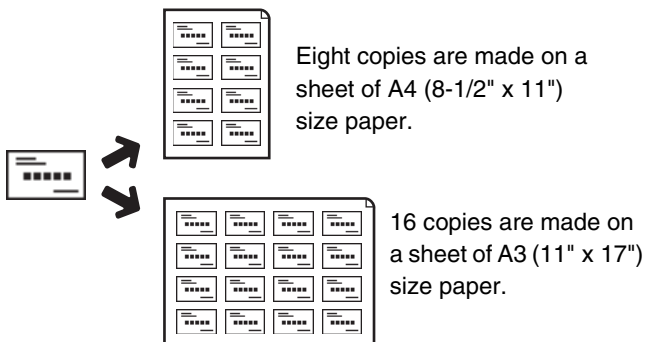 Eight copies are made on a
sheet of A4 (8-1/2" x 11")
size paper.
16 copies are made on
a sheet of A3 (11" x 17")
size paper.